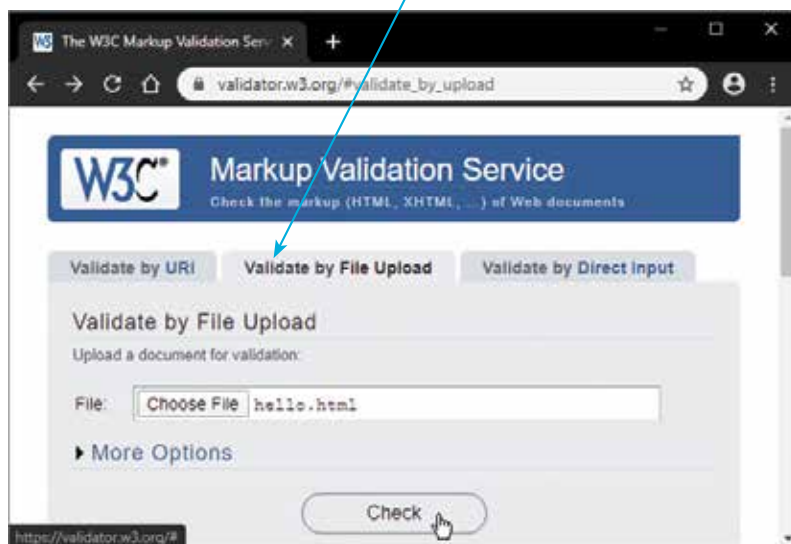 The W3C Markup Validation Ser
validator.w3.org/#validate_by_upload
W3C Markup Validation Service
Check the markup (HTML, XHTML, …) of Web documents
Validate by URI Validate by File Upload Validate by Direct Input
Validate by File Upload
Upload a document for validation:
File: Choose File hello.html
More Options
Check
https://validator.w3.org/#